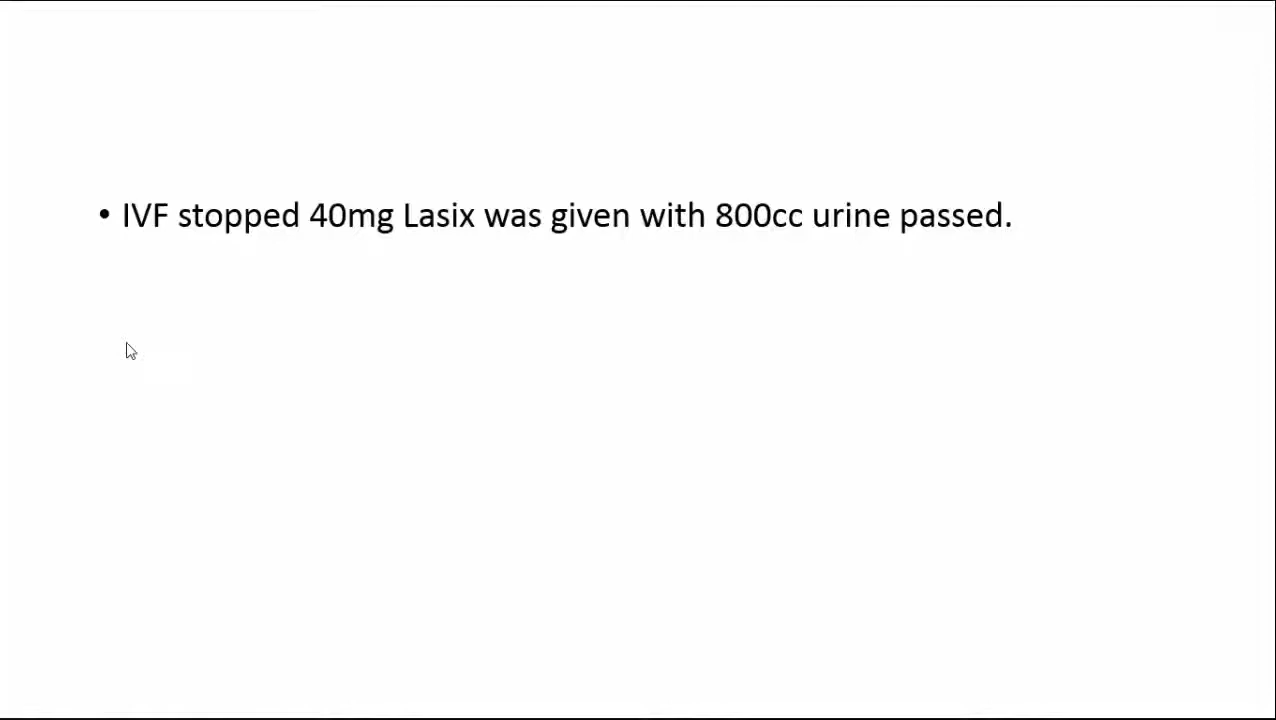 • IVF stopped 40mg Lasix was given with 800cc urine passed.